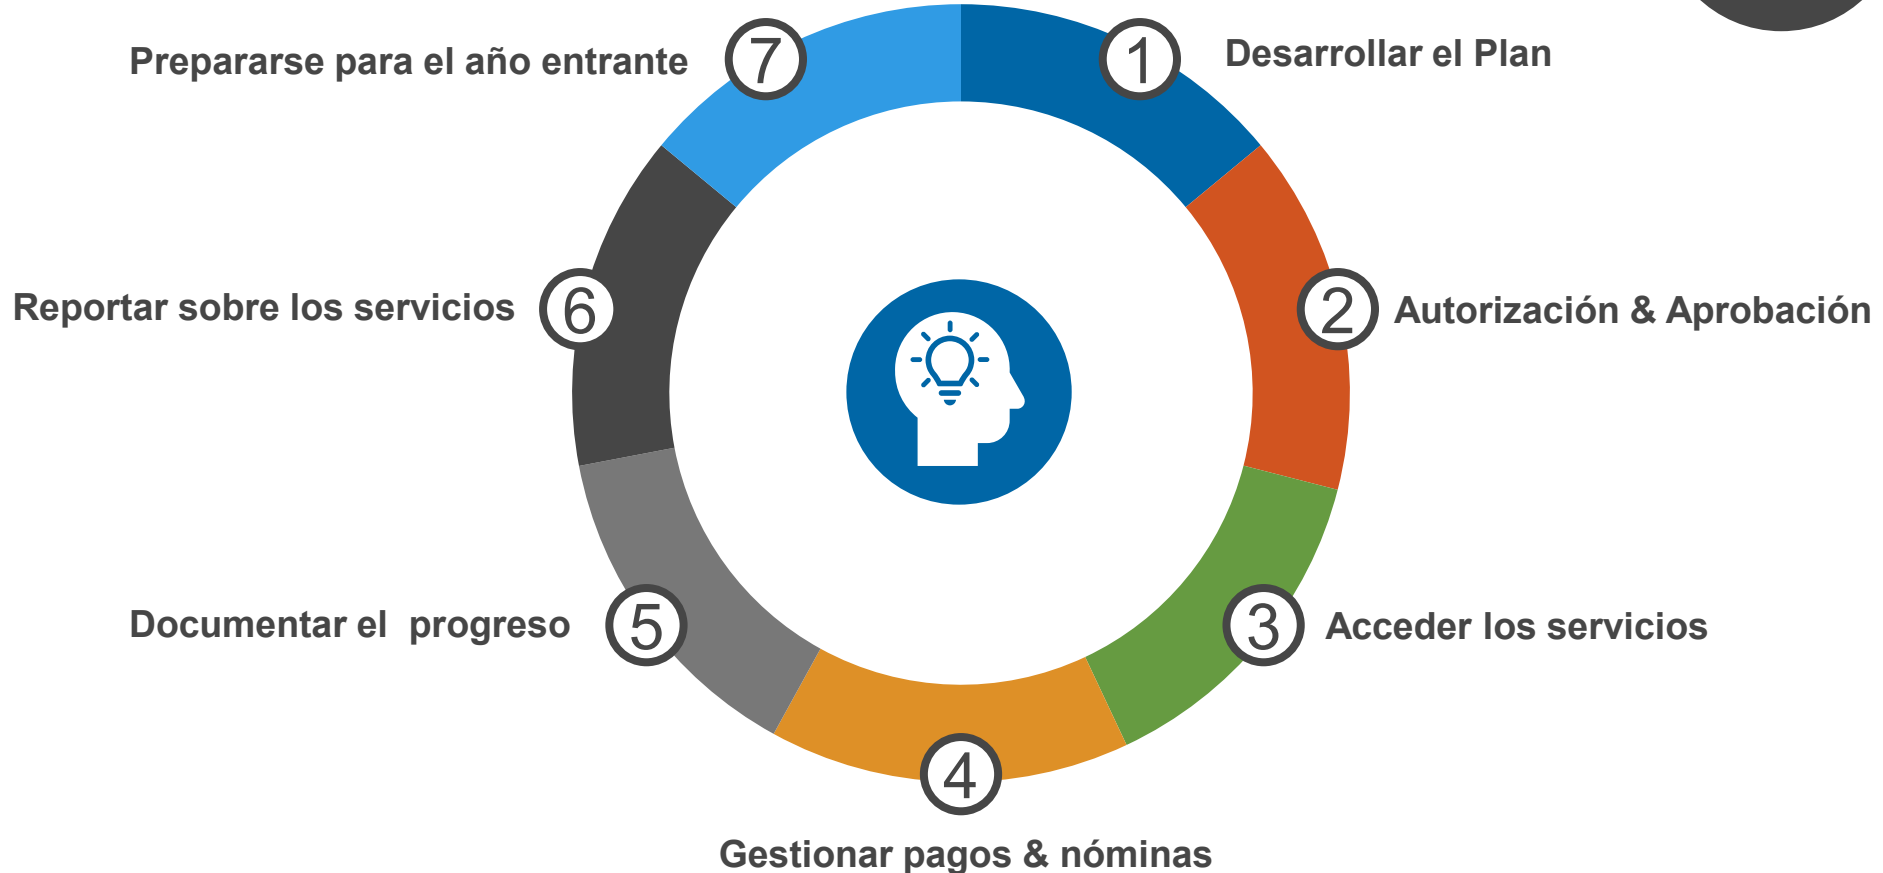 1
Desarrollar el Plan
2
Autorización & Aprobación
3
Acceder los servicios
4
Gestionar pagos & nóminas
5
Documentar el  progreso
6
Reportar sobre los servicios
7
Prepararse para el año entrante